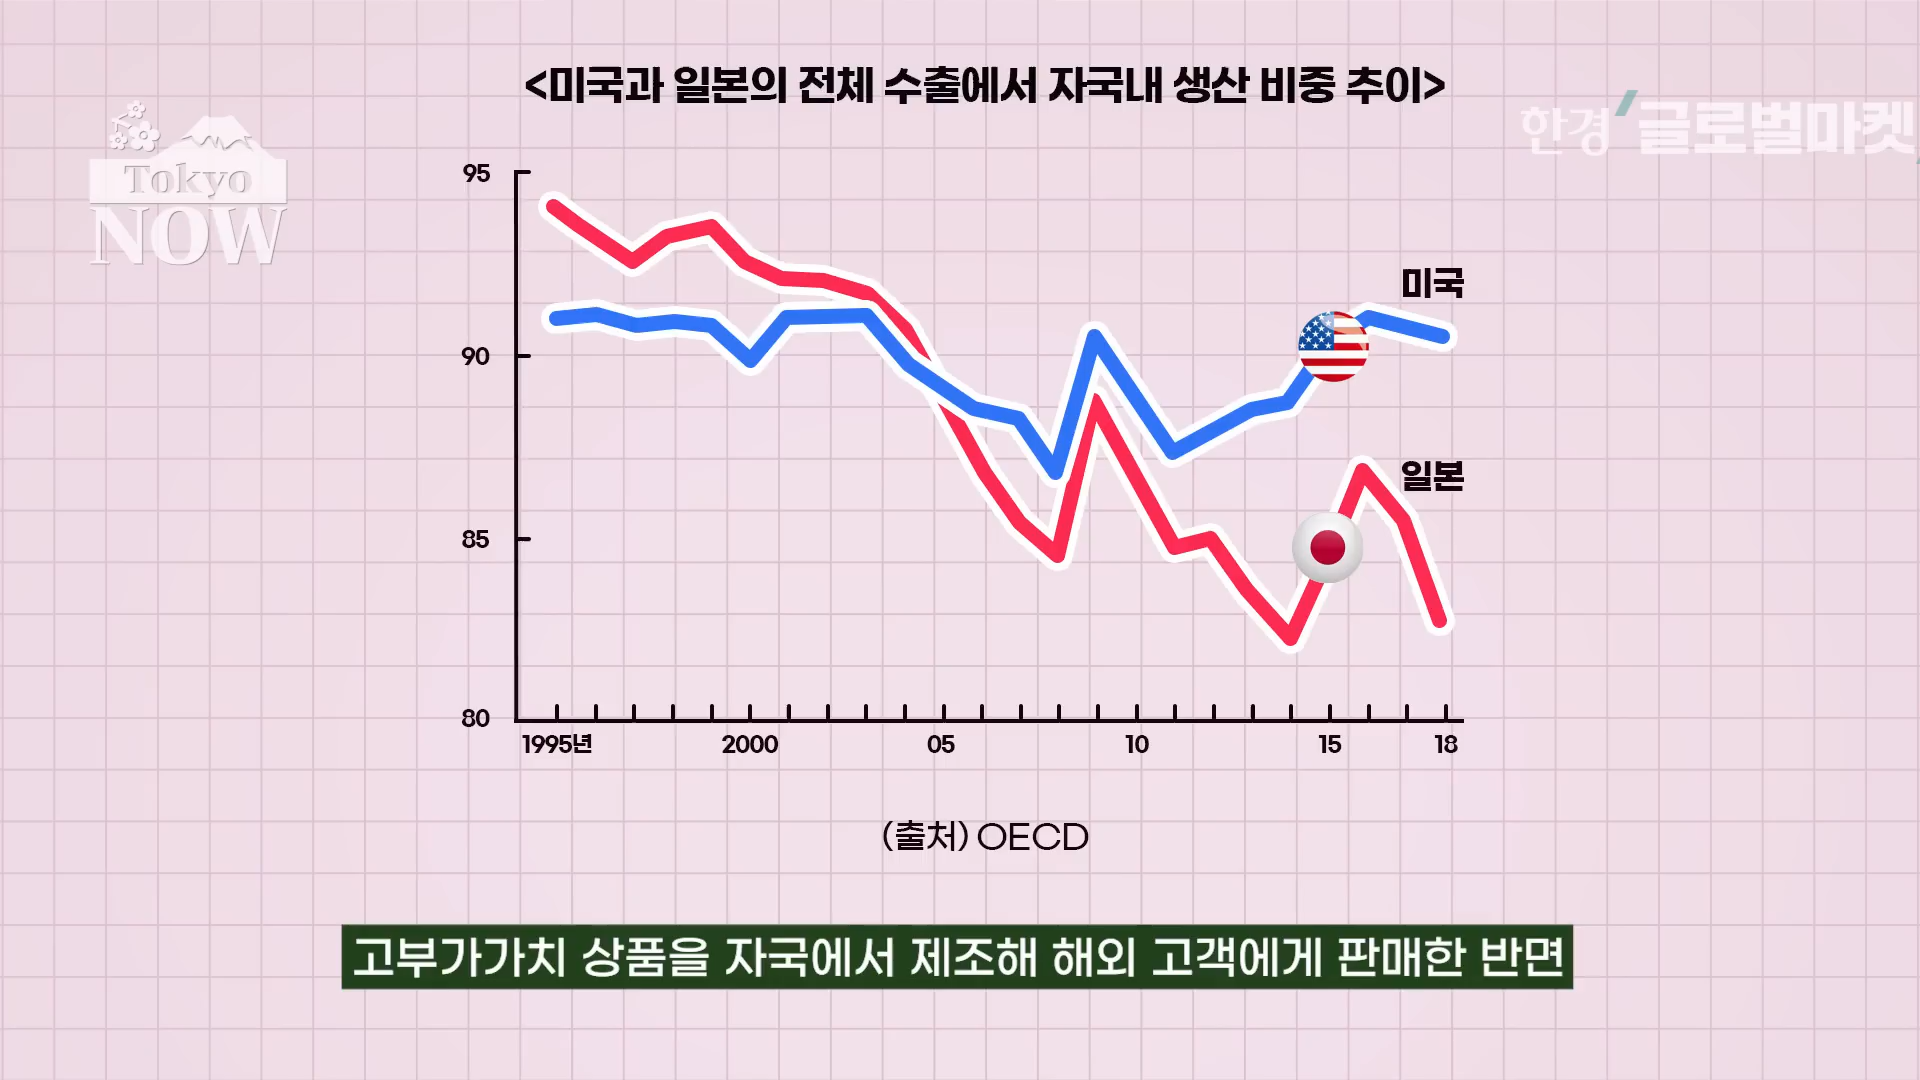 <미국과 일본의 전체 수출에서 자국내 생산 비중 추이>
Tokyo
NOW
한경 글로벌마켓
95
90
85
80
미국
일본
1995년 2000 05 10 15 18
(출처) OECD
고부가가치 상품을 자국에서 제조해 해외 고객에게 판매한 반면